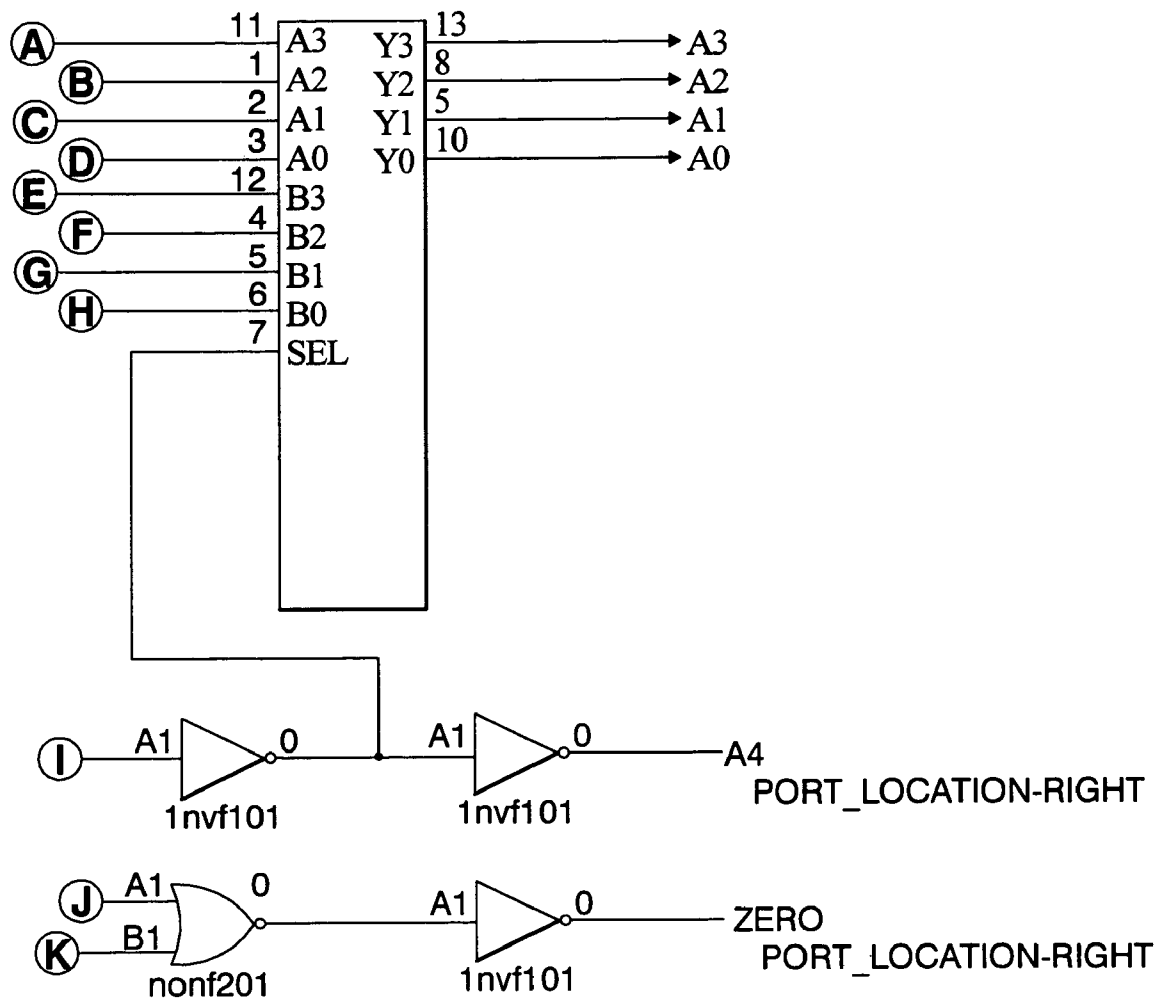 A 11 A3 Y3 13 A3
B 1 A2 Y2 8 A2
C 2 A1 Y1 5 A1
D 3 A0 Y0 10 A0
E 12 B3
F 4 B2
G 5 B1
H 6 B0
7 SEL
I A1 0 A1 0 A4
1nvf101 1nvf101 PORT_LOCATION-RIGHT
J A1 0 A1 0 ZERO
K B1 PORT_LOCATION-RIGHT
nonf201 1nvf101